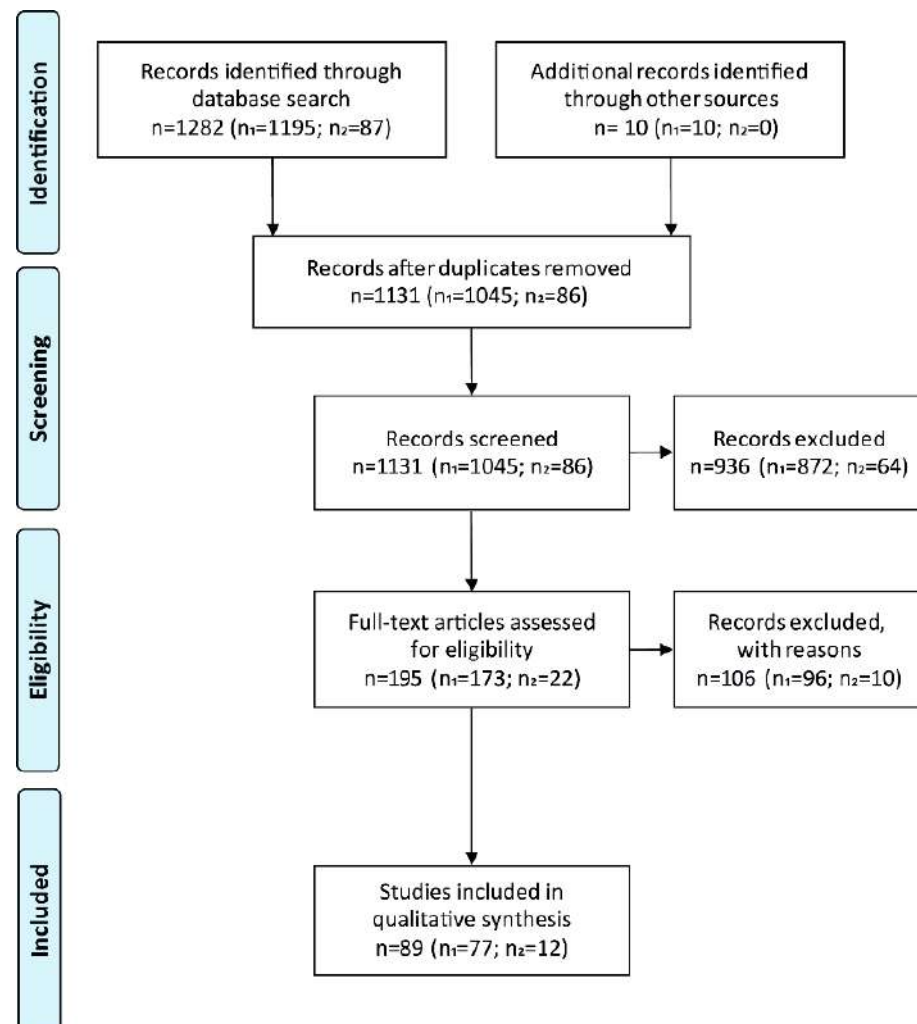 Identification
Records identified through
database search
n=1282 (n₁=1195; n₂=87)
Additional records identified
through other sources
n= 10 (n₁=10; n₂=0)
Records after duplicates removed
n=1131 (n₁=1045; n₂=86)
Screening
Records screened
n=1131 (n₁=1045; n₂=86)
Records excluded
n=936 (n₁=872; n₂=64)
Eligibility
Full-text articles assessed
for eligibility
n=195 (n₁=173; n₂=22)
Records excluded,
with reasons
n=106 (n₁=96; n₂=10)
Included
Studies included in
qualitative synthesis
n=89 (n₁=77; n₂=12)